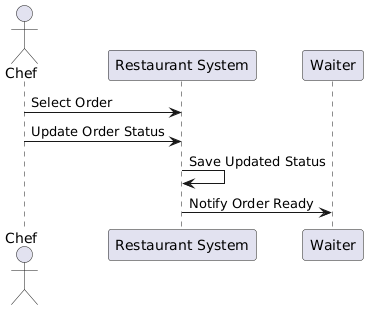 Chef
Restaurant System
Waiter
Select Order
Update Order Status
Save Updated Status
Notify Order Ready
Chef
Restaurant System
Waiter